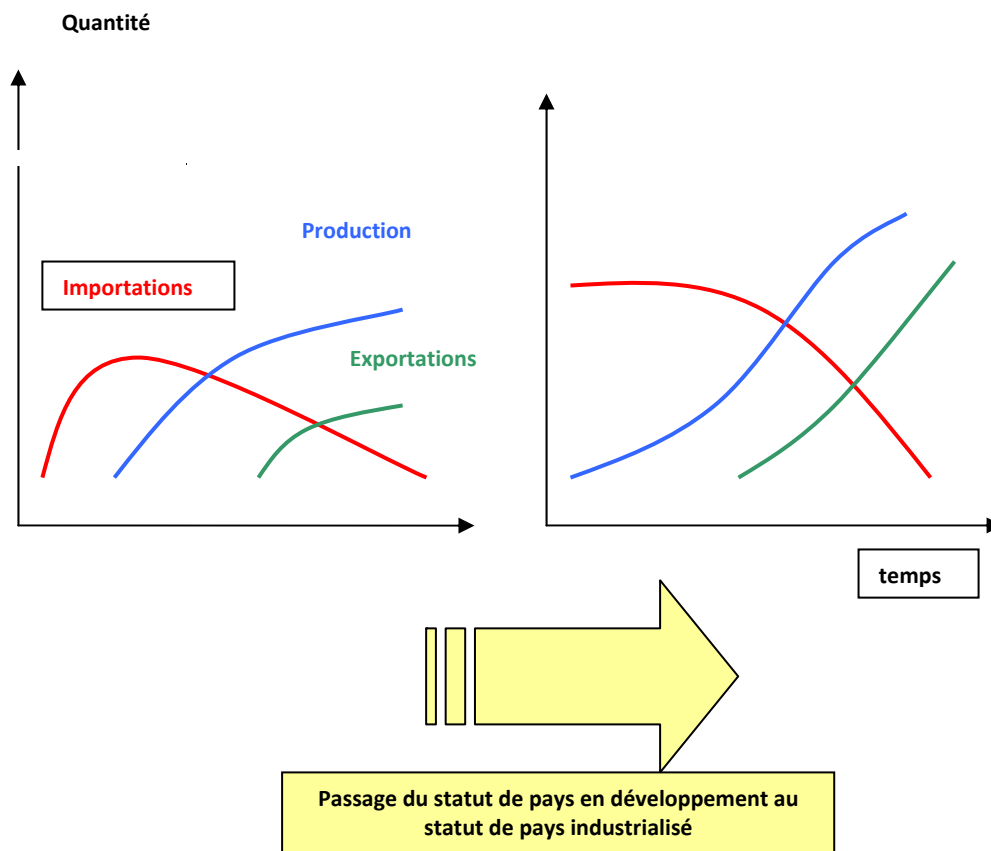 Quantité
Production
Importations
Exportations
temps
Passage du statut de pays en développement au
statut de pays industrialisé